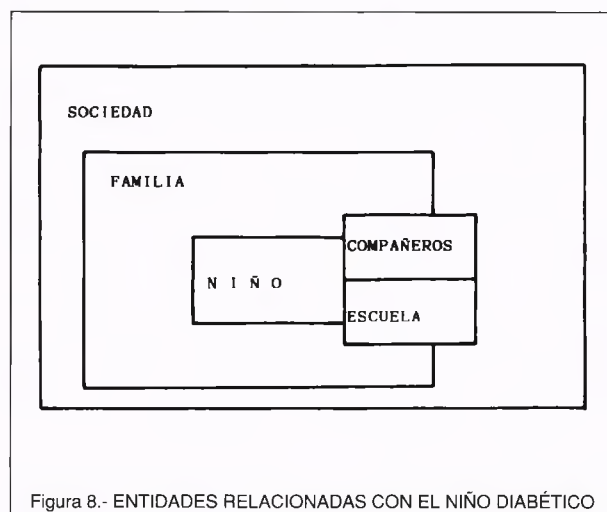 SOCIEDAD
FAMILIA
COMPAÑEROS
N I Ñ O
ESCUELA
Figura 8.- ENTIDADES RELACIONADAS CON EL NIÑO DIABÉTICO